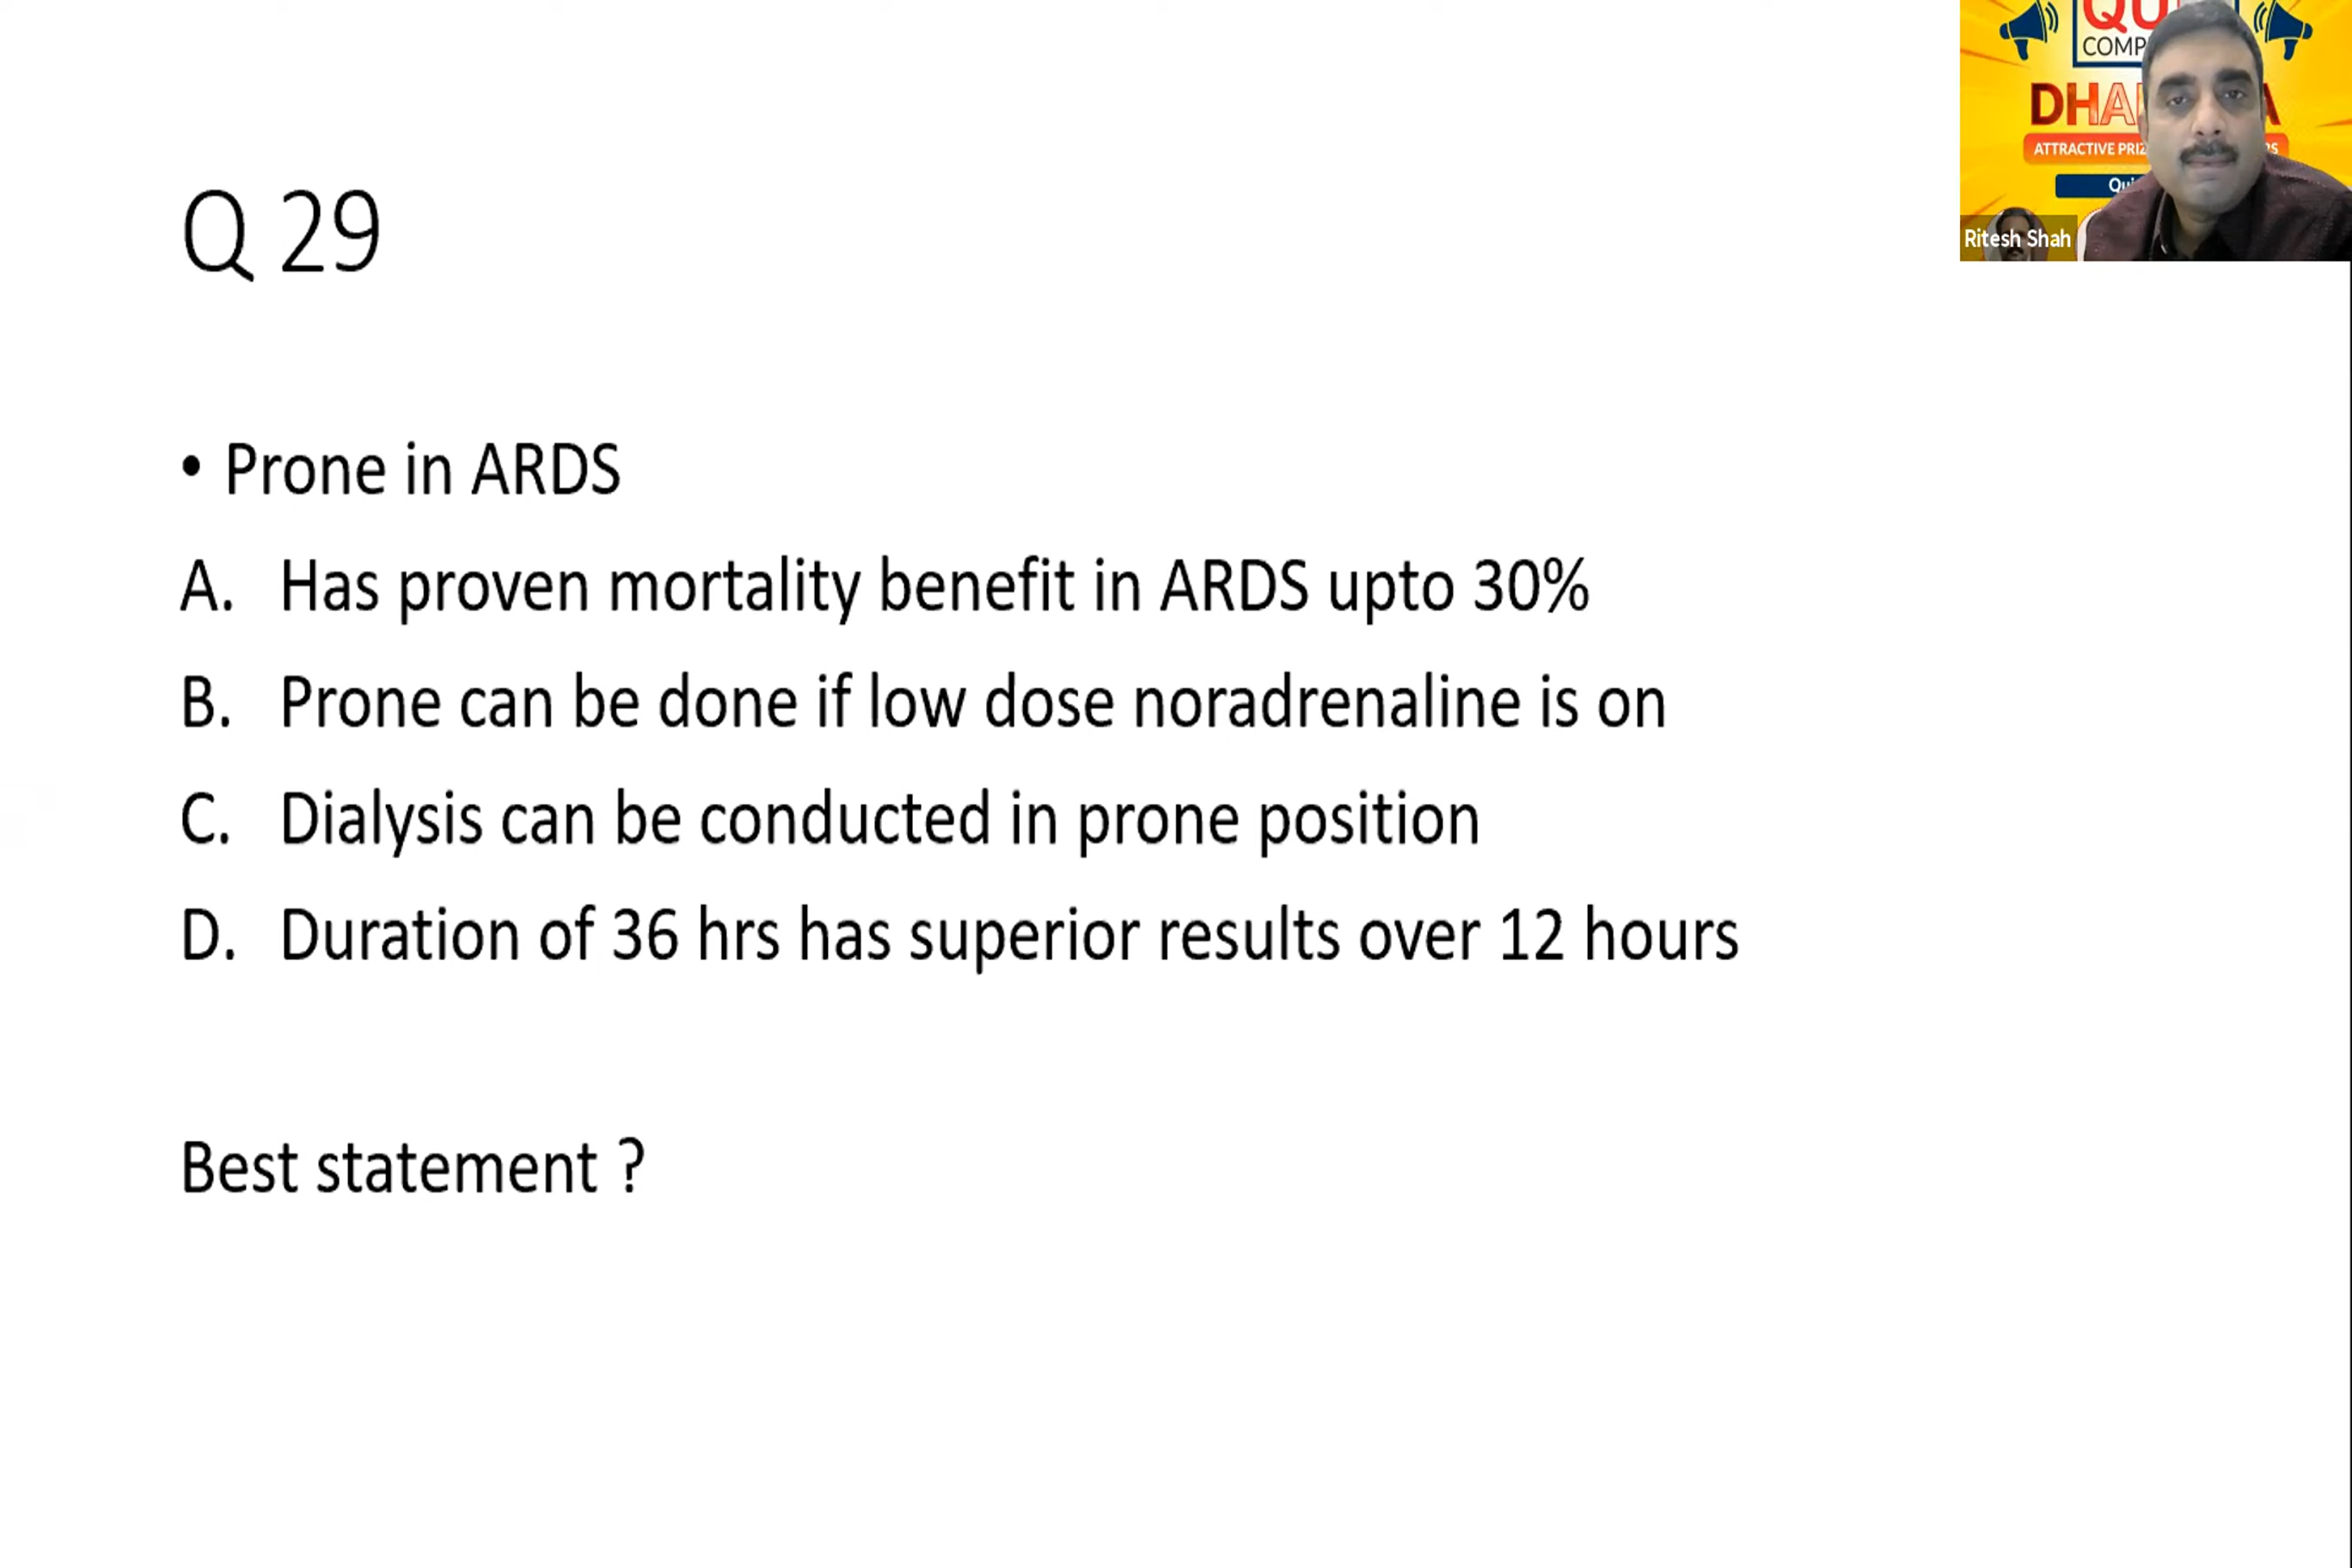 COMP
ATTRACTIVE PRIZ
Ritesh Shah
Q 29
• Prone in ARDS
A. Has proven mortality benefit in ARDS upto 30%
B. Prone can be done if low dose noradrenaline is on
C. Dialysis can be conducted in prone position
D. Duration of 36 hrs has superior results over 12 hours
Best statement ?